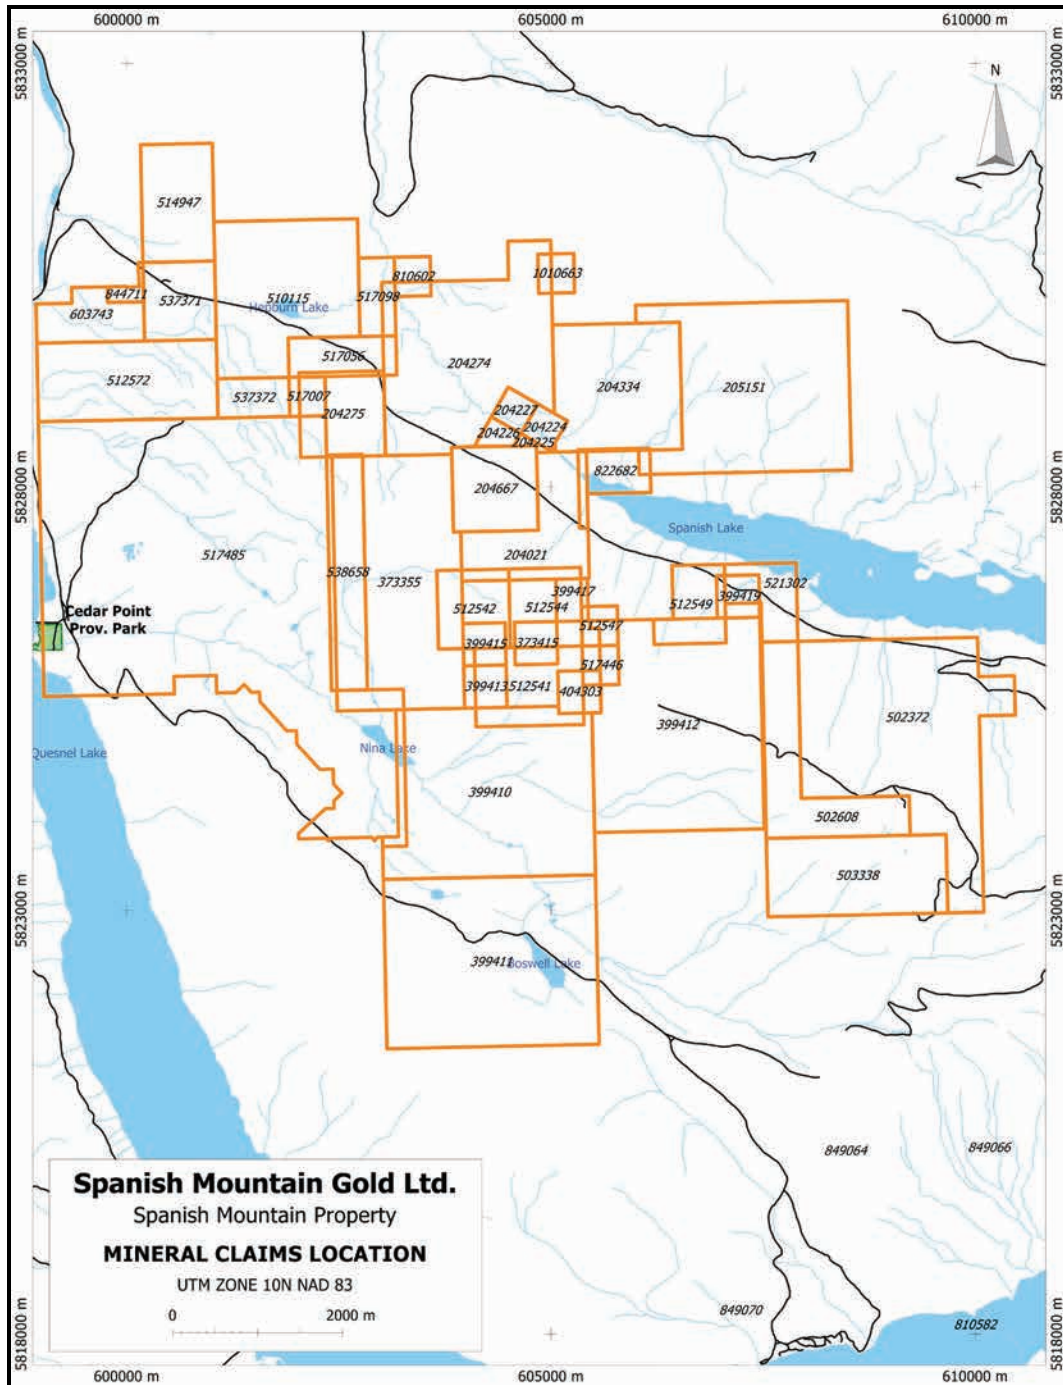 600000 m
605000 m
610000 m
5833000 m
5833000 m
N
514947
844711
537371
603743
510115
Hepburn Lake
517098
810602
1010663
512572
517056
204274
204334
205151
537372
517007
204275
204227
204224
204226
204225
822682
5828000 m
204667
5828000 m
Spanish Lake
517485
538658
373355
204021
399417
521302
399419
512542
512544
512549
Cedar Point
Prov. Park
512547
399415
373415
517446
399413
512541
404303
502372
399412
Quesnel Lake
Nina Lake
399410
502608
503338
5823000 m
5823000 m
399411
Boswell Lake
849064
849066
Spanish Mountain Gold Ltd.
Spanish Mountain Property
MINERAL CLAIMS LOCATION
UTM ZONE 10N NAD 83
0
2000 m
849070
810582
5818000 m
5818000 m
600000 m
605000 m
610000 m